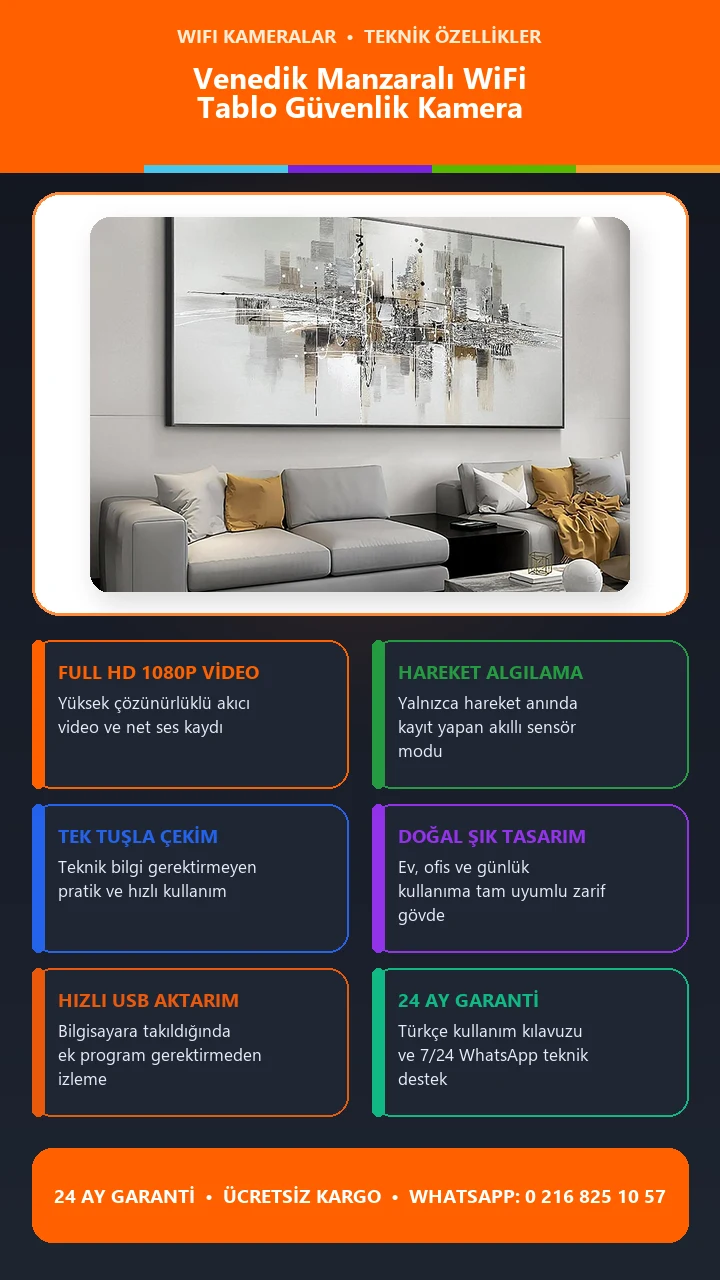 WIFI KAMERALAR • TEKNİK ÖZELLİKLER
Venedik Manzaralı WiFi
Tablo Güvenlik Kamera
FULL HD 1080P VİDEO
Yüksek çözünürlüklü akıcı
video ve net ses kaydı
HAREKET ALGILAMA
Yalnızca hareket anında
kayıt yapan akıllı sensör
modu
TEK TUŞLA ÇEKİM
Teknik bilgi gerektirmeyen
pratik ve hızlı kullanım
DOĞAL ŞIK TASARIM
Ev, ofis ve günlük
kullanıma tam uyumlu zarif
gövde
HIZLI USB AKTARIM
Bilgisayara takıldığında
ek program gerektirmeden
izleme
24 AY GARANTİ
Türkçe kullanım kılavuzu
ve 7/24 WhatsApp teknik
destek
24 AY GARANTİ • ÜCRETSİZ KARGO • WHATSAPP: 0 216 825 10 57